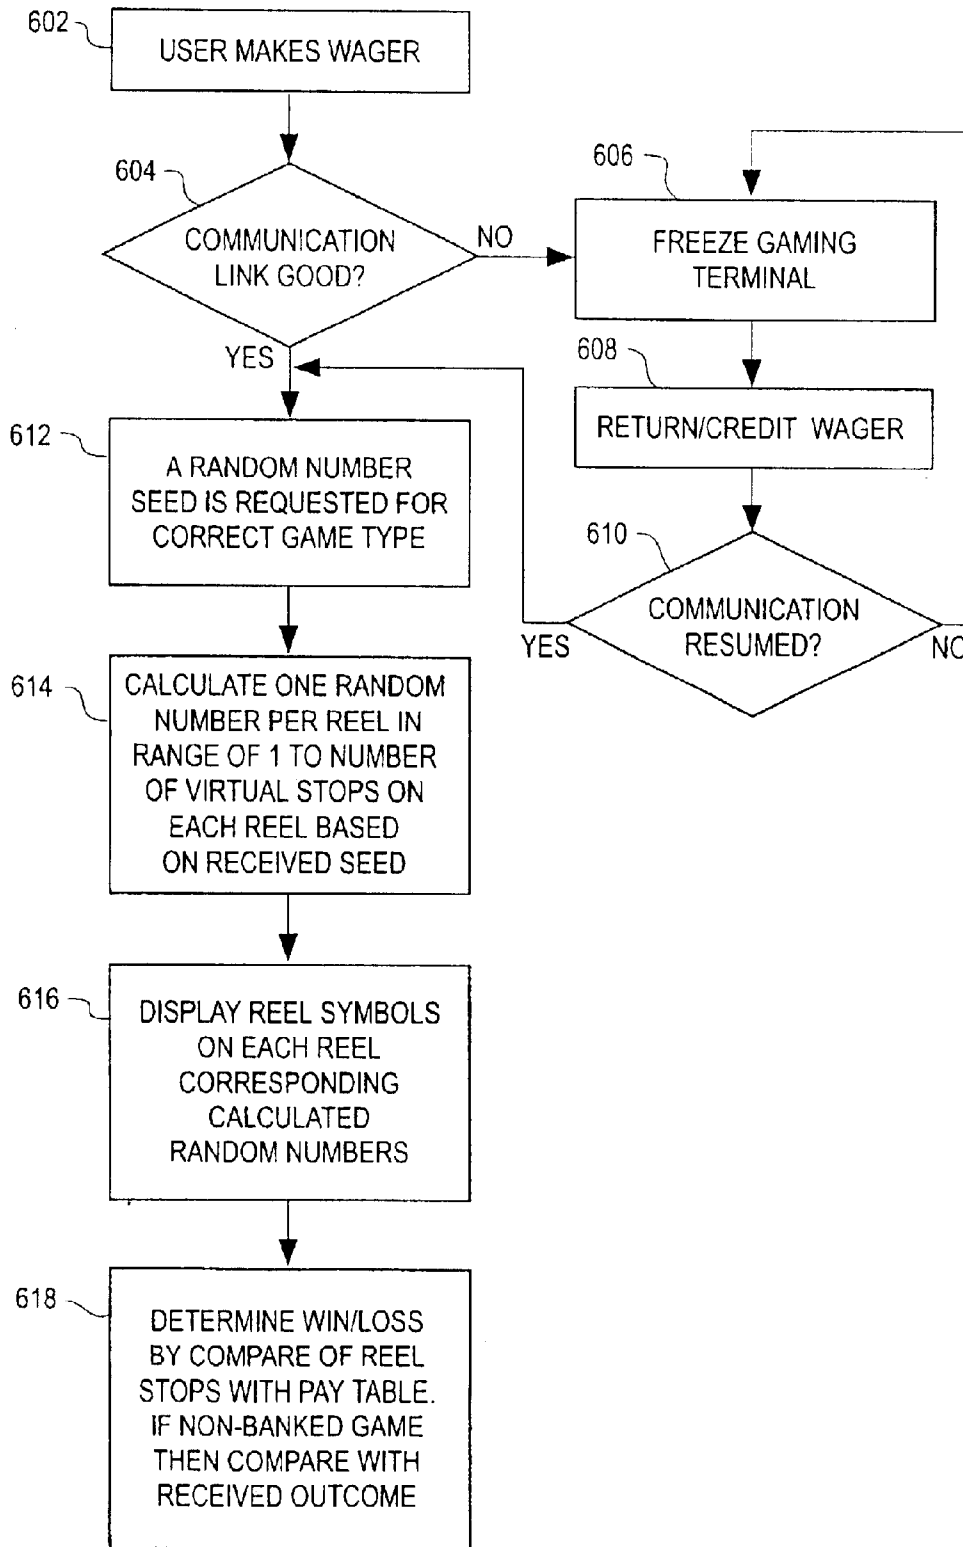 602
USER MAKES WAGER
604
COMMUNICATION
LINK GOOD?
NO
YES
606
FREEZE GAMING
TERMINAL
608
RETURN/CREDIT WAGER
610
COMMUNICATION
RESUMED?
YES
NO
612
A RANDOM NUMBER
SEED IS REQUESTED FOR
CORRECT GAME TYPE
614
CALCULATE ONE RANDOM
NUMBER PER REEL IN
RANGE OF 1 TO NUMBER
OF VIRTUAL STOPS ON
EACH REEL BASED
ON RECEIVED SEED
616
DISPLAY REEL SYMBOLS
ON EACH REEL
CORRESPONDING
CALCULATED
RANDOM NUMBERS
618
DETERMINE WIN/LOSS
BY COMPARE OF REEL
STOPS WITH PAY TABLE.
IF NON-BANKED GAME
THEN COMPARE WITH
RECEIVED OUTCOME